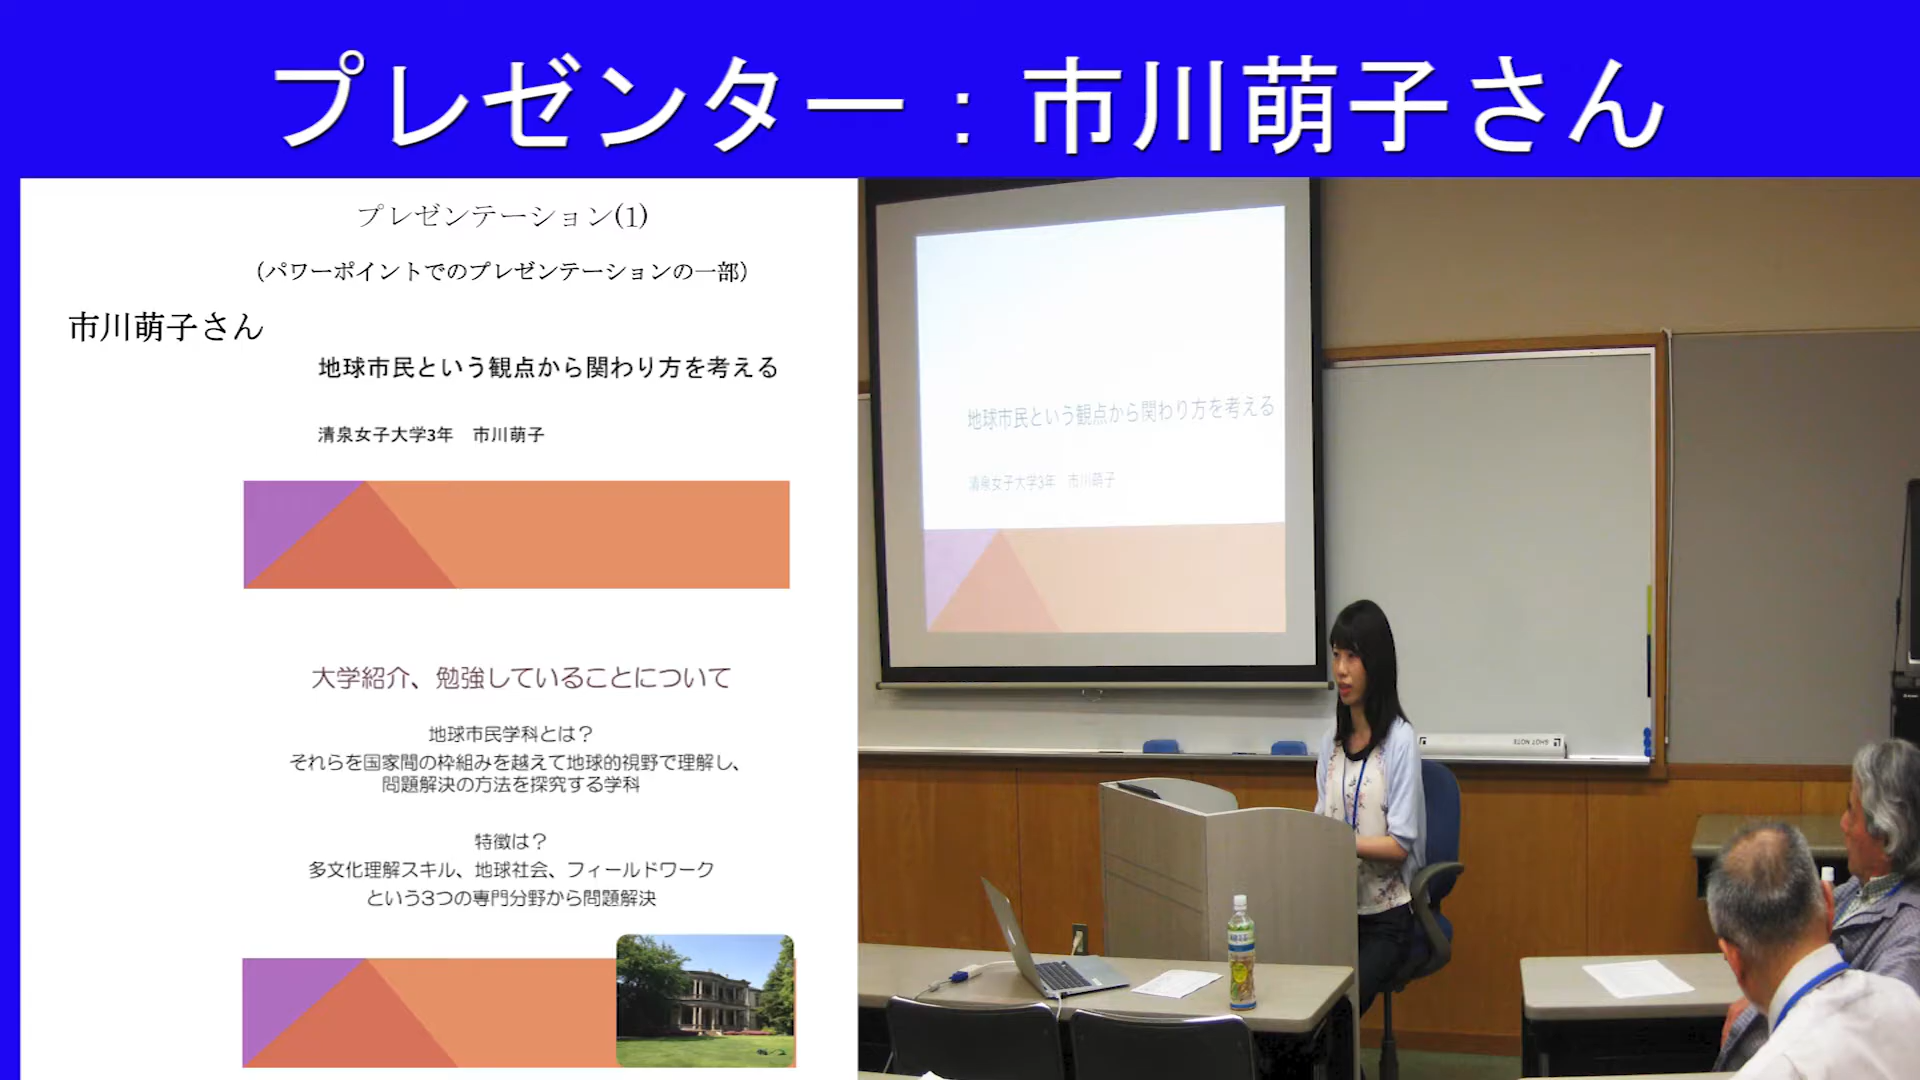 プレゼンター：市川萌子さん
プレゼンテーション(1)
（パワーポイントでのプレゼンテーションの一部）
市川萌子さん
地球市民という観点から関わり方を考える
清泉女子大学3年　市川萌子
大学紹介、勉強していることについて
地球市民学科とは？
それらを国家間の枠組みを越えて地球的視野で理解し、
問題解決の方法を探究する学科
特徴は？
多文化理解スキル、地球社会、フィールドワーク
という3つの専門分野から問題解決
地球市民という観点から関わり方を考える
清泉女子大学3年　市川萌子
SHOT NOTE